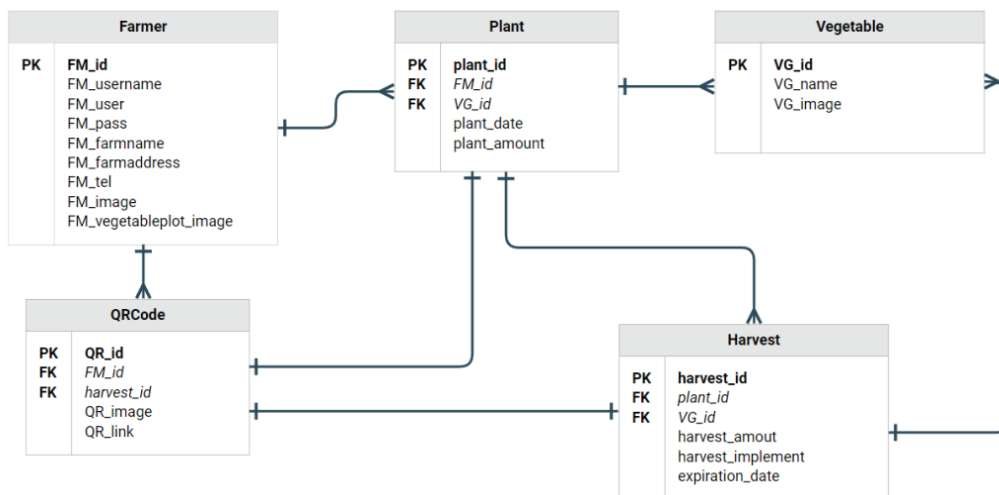 Farmer
PK FM_id
FM_username
FM_user
FM_pass
FM_farmname
FM_farmaddress
FM_tel
FM_image
FM_vegetableplot_image
Plant
PK plant_id
FK FM_id
FK VG_id
plant_date
plant_amount
Vegetable
PK VG_id
VG_name
VG_image
QRCode
PK QR_id
FK FM_id
FK harvest_id
QR_image
QR_link
Harvest
PK harvest_id
FK plant_id
FK VG_id
harvest_amout
harvest_implement
expiration_date